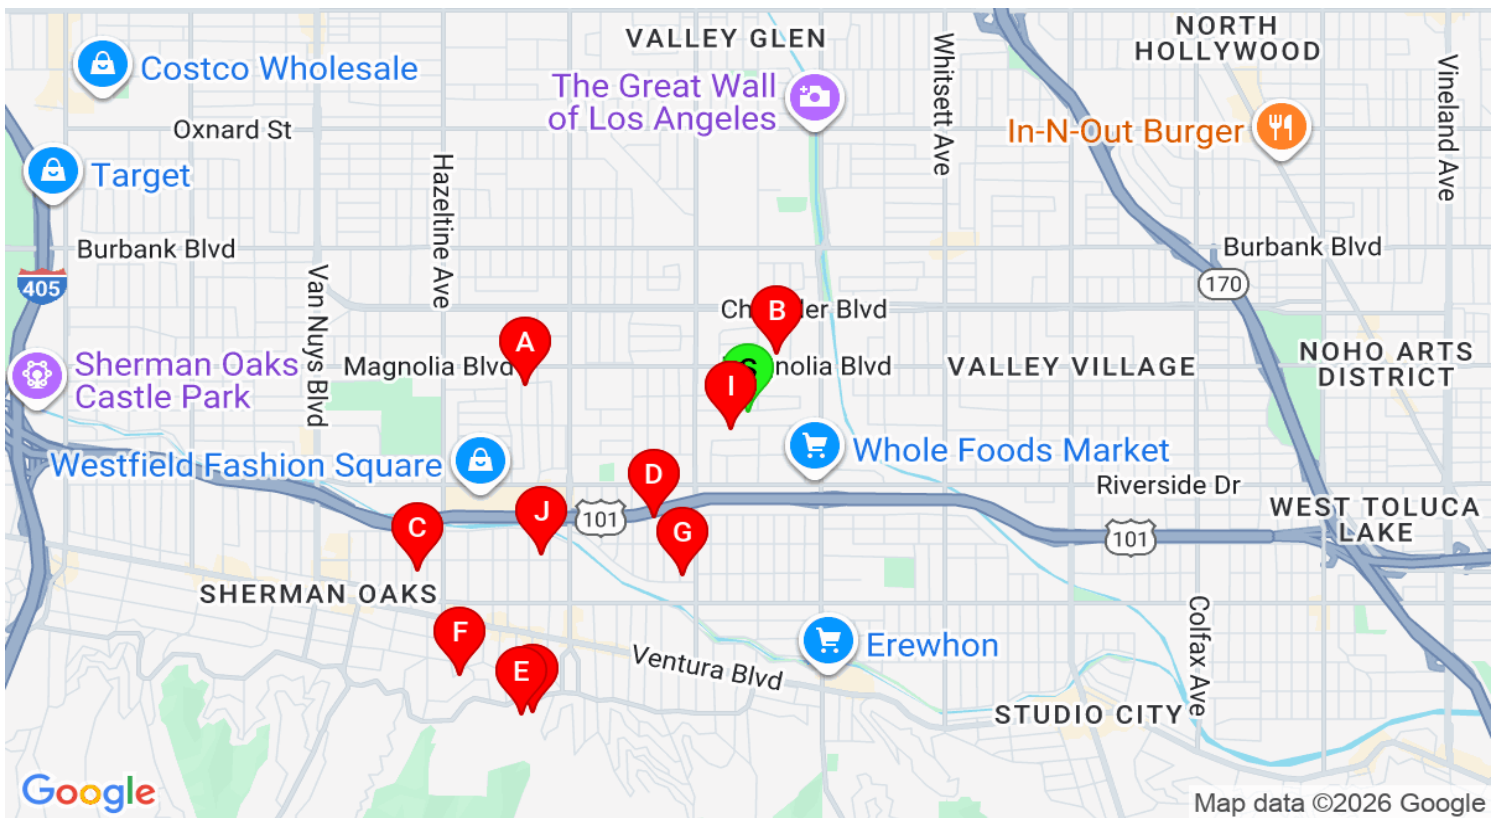 VALLEY GLEN
NORTH
HOLLYWOOD
Costco Wholesale
The Great Wall
of Los Angeles
Whitsett Ave
Vineland Ave
Oxnard St
In-N-Out Burger
Target
Hazeltine Ave
Burbank Blvd
Burbank Blvd
405
170
Van Nuys Blvd
B
A
Sherman Oaks
Castle Park
Magnolia Blvd
I
VALLEY VILLAGE
NOHO ARTS
DISTRICT
Westfield Fashion Square
Whole Foods Market
D
Riverside Dr
J
101
C
G
101
WEST TOLUCA
LAKE
SHERMAN OAKS
F
Colfax Ave
Erewhon
E
Ventura Blvd
STUDIO CITY
Google
Map data ©2026 Google